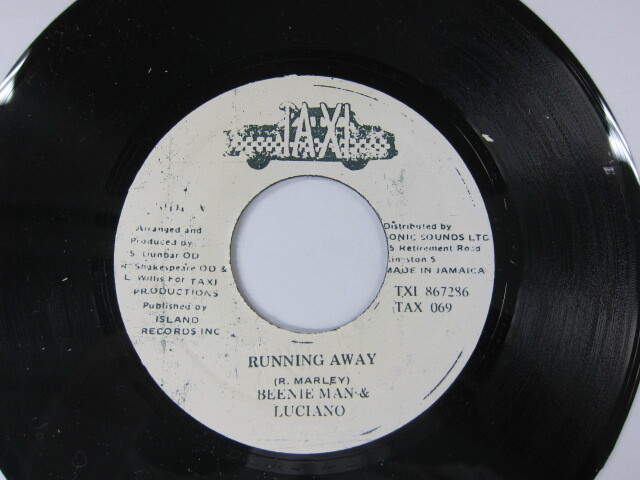 TAXI
Arranged and
Produced by
S. Dunbar OD
R. Shakespeare OD &
L. Willis For TAXI
PRODUCTIONS
Published by
ISLAND
RECORDS INC
Distributed by
SONIC SOUNDS LTD
5 Retirement Road
Kingston 5
MADE IN JAMAICA
TXI 867286
TAX 069
RUNNING AWAY
(R. MARLEY)
BEENIE MAN &
LUCIANO